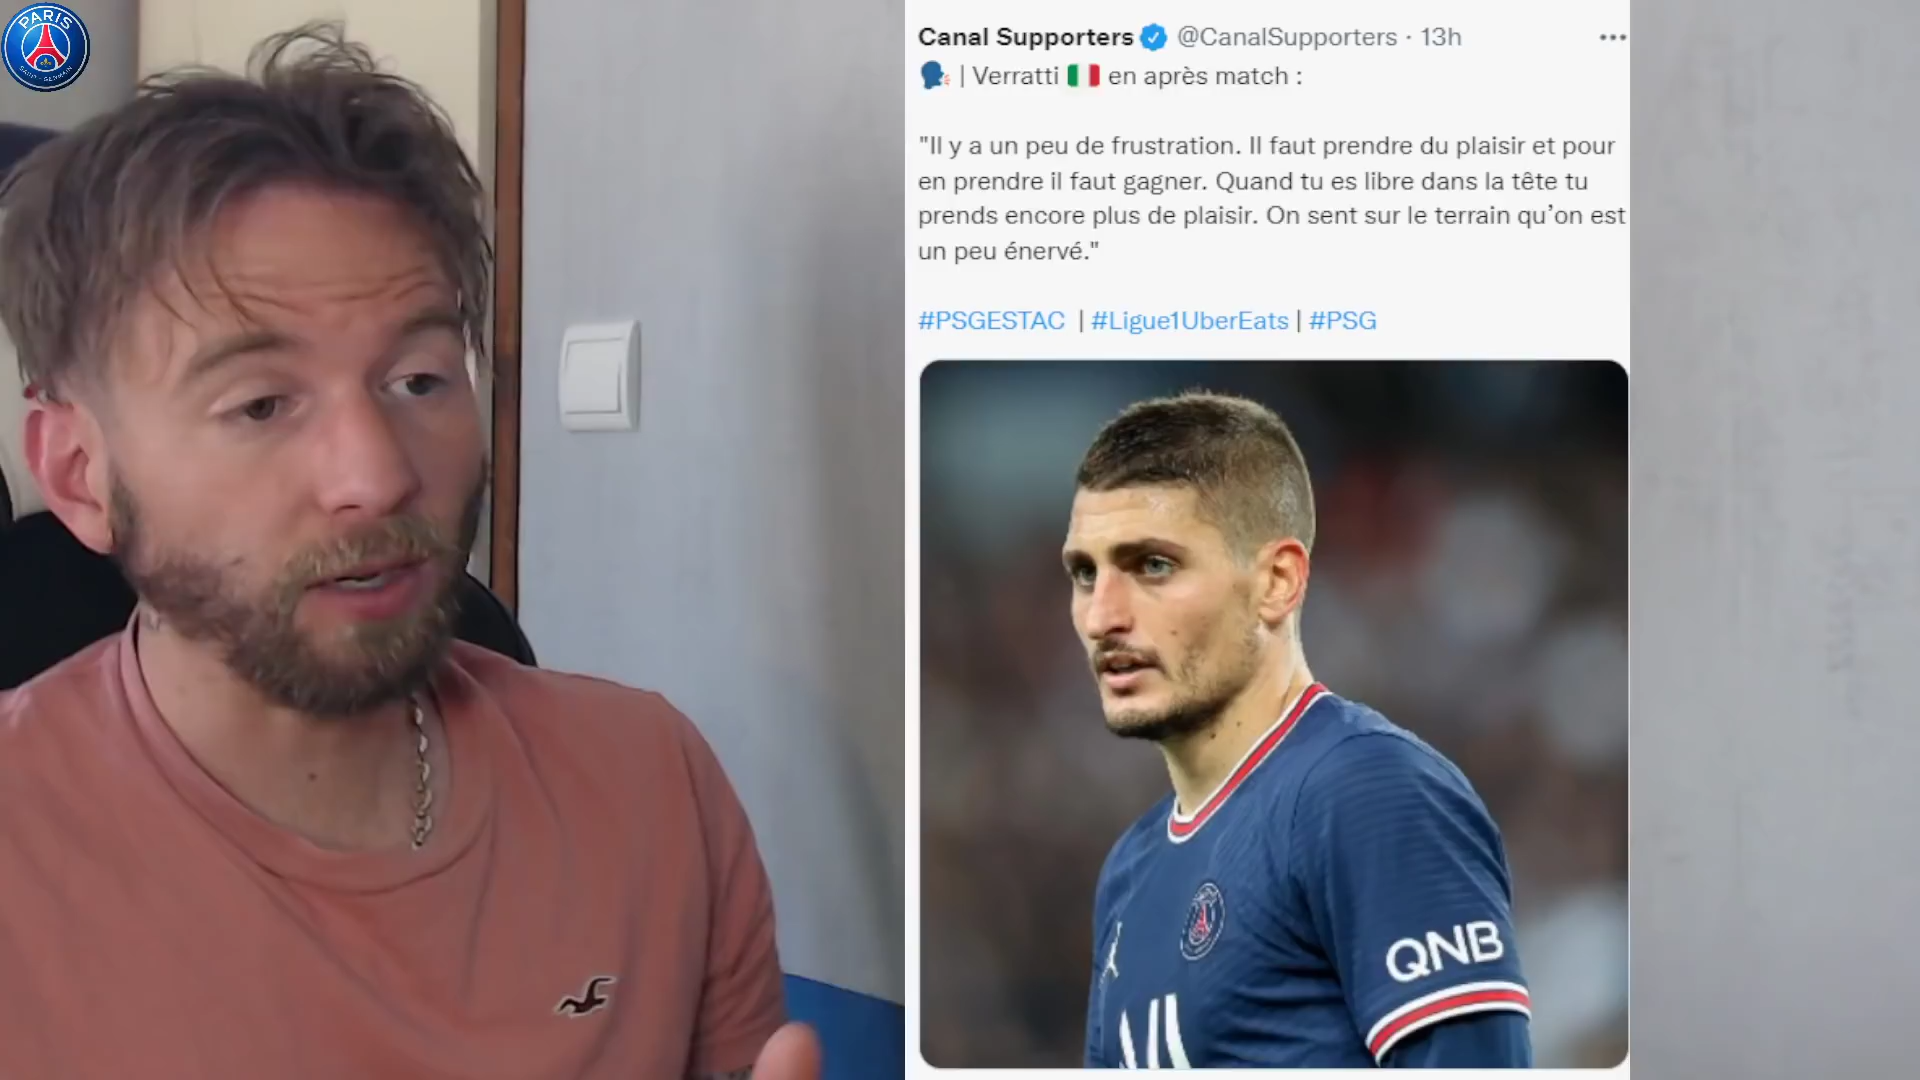 PARIS
SAINT-GERMAIN
Canal Supporters @CanalSupporters · 13h
| Verratti en après match :
"Il y a un peu de frustration. Il faut prendre du plaisir et pour
en prendre il faut gagner. Quand tu es libre dans la tête tu
prends encore plus de plaisir. On sent sur le terrain qu'on est
un peu énervé."
#PSGESTAC | #Ligue1UberEats | #PSG
QNB